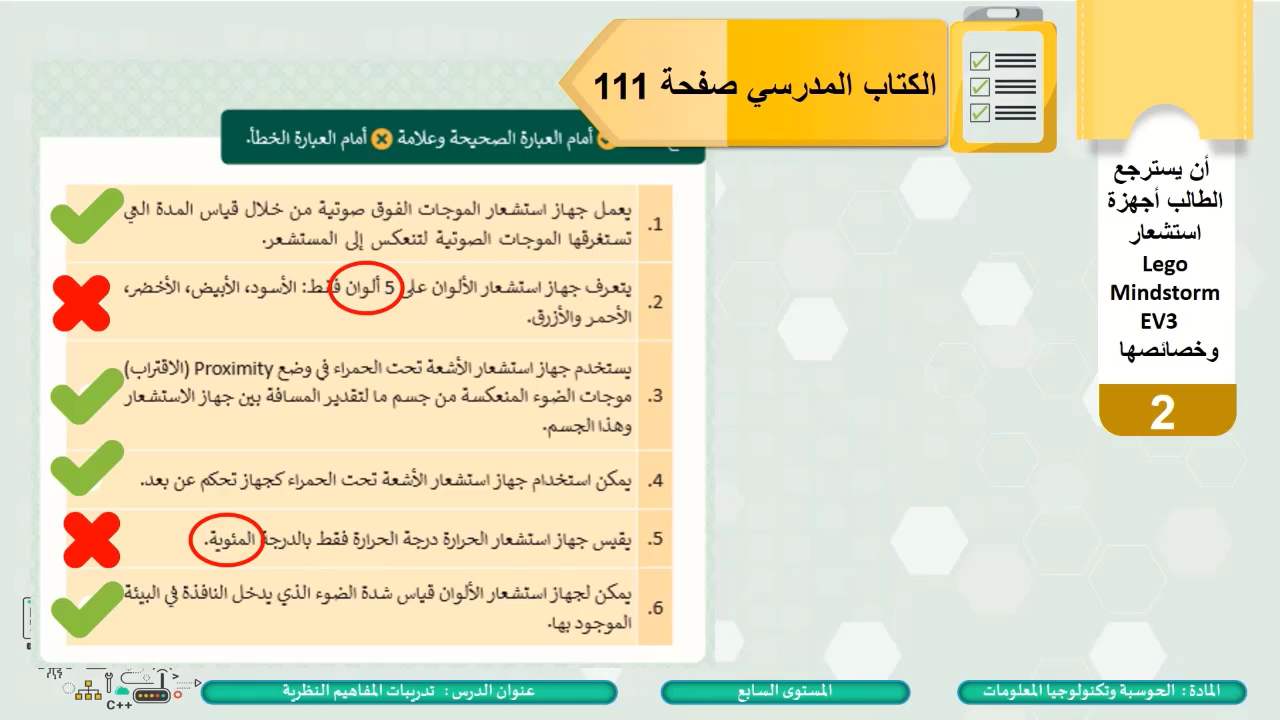 الكتاب المدرسي صفحة 111
أمام العبارة الصحيحة وعلامة أمام العبارة الخطأ.
1. يعمل جهاز استشعار الموجات الفوق صوتية من خلال قياس المدة التي
تستغرقها الموجات الصوتية لتنعكس إلى المستشعر.
2. يتعرف جهاز استشعار الألوان على 5 ألوان فقط: الأسود، الأبيض، الأخضر،
الأحمر والأزرق.
3. يستخدم جهاز استشعار الأشعة تحت الحمراء في وضع Proximity (الاقتراب)
موجات الضوء المنعكسة من جسم ما لتقدير المسافة بين جهاز الاستشعار
وهذا الجسم.
4. يمكن استخدام جهاز استشعار الأشعة تحت الحمراء كجهاز تحكم عن بعد.
5. يقيس جهاز استشعار الحرارة درجة الحرارة فقط بالدرجة المئوية.
6. يمكن لجهاز استشعار الألوان قياس شدة الضوء الذي يدخل النافذة في البيئة
الموجود بها.
أن يسترجع
الطالب أجهزة
استشعار
Lego
Mindstorm
EV3
وخصائصها
2
المادة : الحوسبة وتكنولوجيا المعلومات
المستوى السابع
عنوان الدرس : تدريبات المفاهيم النظرية
C++